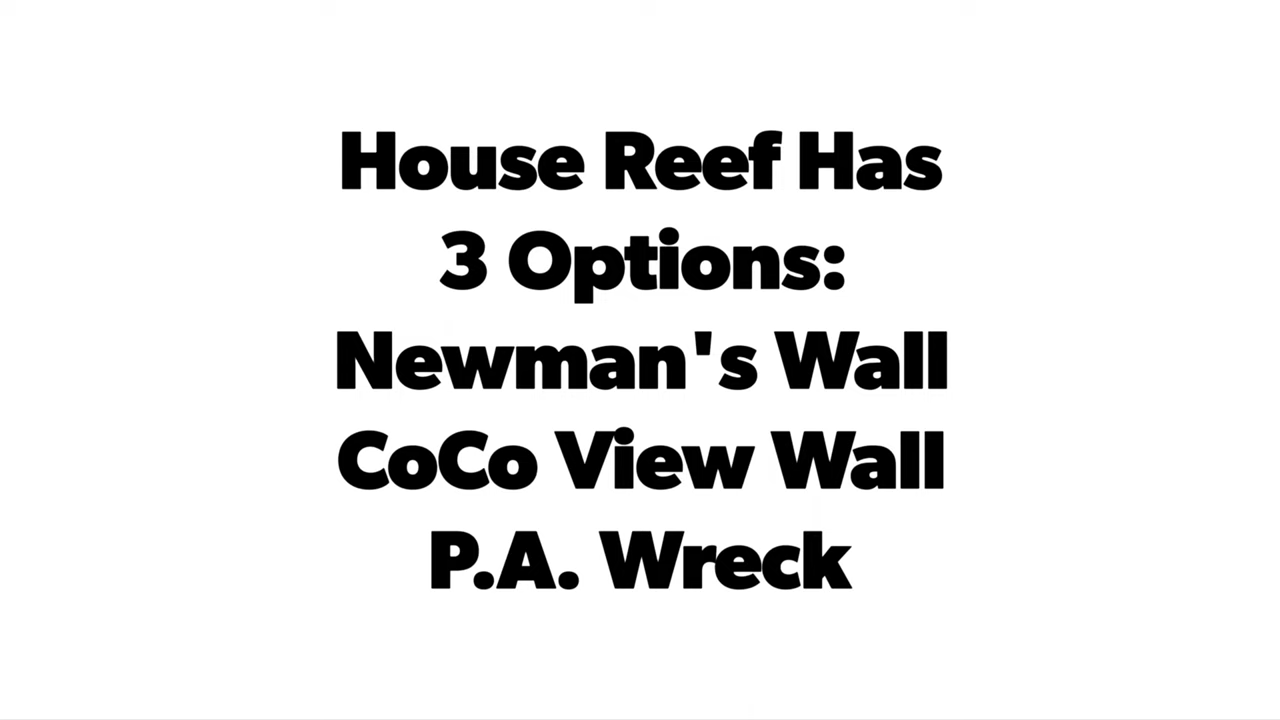 House Reef Has
3 Options:
Newman's Wall
CoCo View Wall
P.A. Wreck